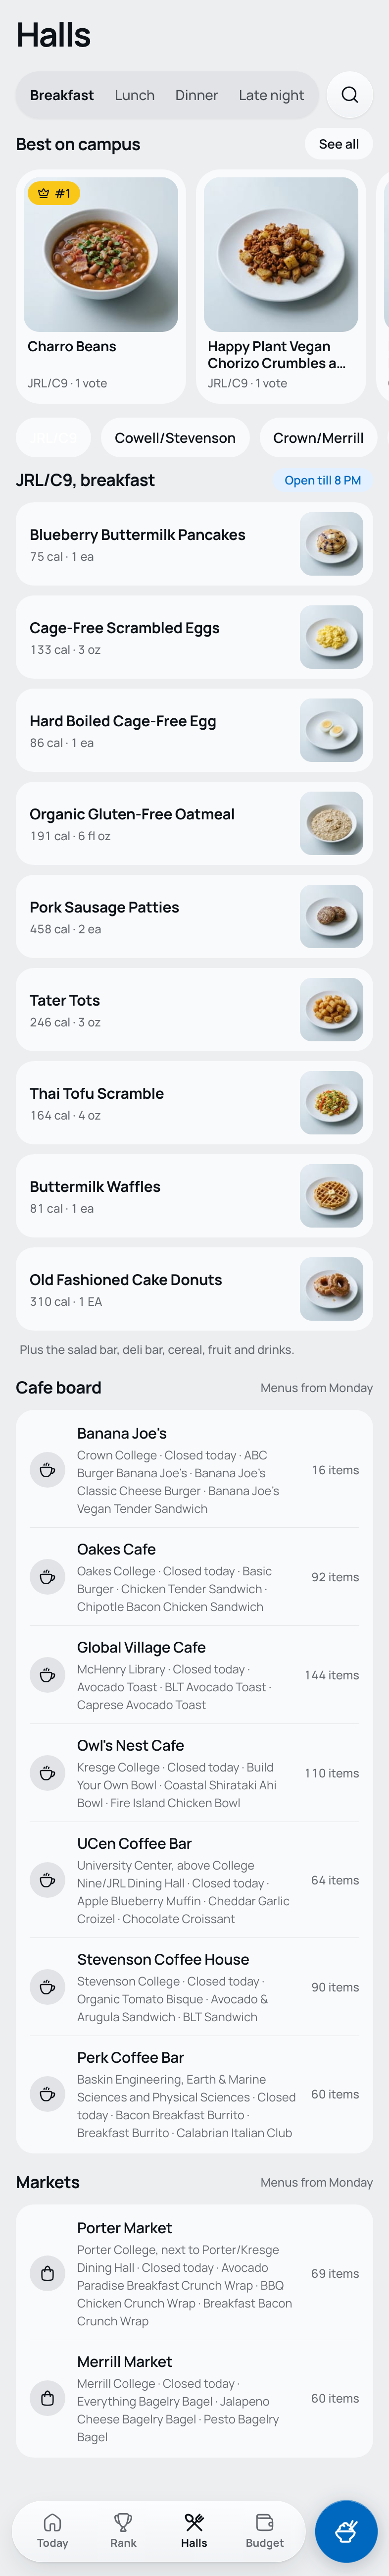 Halls
Breakfast
Lunch
Dinner
Late night
Best on campus
See all
#1
Charro Beans
JRL/C9 · 1 vote
Happy Plant Vegan
Chorizo Crumbles a...
JRL/C9 · 1 vote
JRL/C9
Cowell/Stevenson
Crown/Merrill
JRL/C9, breakfast
Open till 8 PM
Blueberry Buttermilk Pancakes
75 cal · 1 ea
Cage-Free Scrambled Eggs
133 cal · 3 oz
Hard Boiled Cage-Free Egg
86 cal · 1 ea
Organic Gluten-Free Oatmeal
191 cal · 6 fl oz
Pork Sausage Patties
458 cal · 2 ea
Tater Tots
246 cal · 3 oz
Thai Tofu Scramble
164 cal · 4 oz
Buttermilk Waffles
81 cal · 1 ea
Old Fashioned Cake Donuts
310 cal · 1 EA
Plus the salad bar, deli bar, cereal, fruit and drinks.
Cafe board
Menus from Monday
Banana Joe's
Crown College · Closed today · ABC
Burger Banana Joe's · Banana Joe's
Classic Cheese Burger · Banana Joe's
Vegan Tender Sandwich
16 items
Oakes Cafe
Oakes College · Closed today · Basic
Burger · Chicken Tender Sandwich ·
Chipotle Bacon Chicken Sandwich
92 items
Global Village Cafe
McHenry Library · Closed today ·
Avocado Toast · BLT Avocado Toast ·
Caprese Avocado Toast
144 items
Owl's Nest Cafe
Kresge College · Closed today · Build
Your Own Bowl · Coastal Shirataki Ahi
Bowl · Fire Island Chicken Bowl
110 items
UCen Coffee Bar
University Center, above College
Nine/JRL Dining Hall · Closed today ·
Apple Blueberry Muffin · Cheddar Garlic
Croizel · Chocolate Croissant
64 items
Stevenson Coffee House
Stevenson College · Closed today ·
Organic Tomato Bisque · Avocado &
Arugula Sandwich · BLT Sandwich
90 items
Perk Coffee Bar
Baskin Engineering, Earth & Marine
Sciences and Physical Sciences · Closed
today · Bacon Breakfast Burrito ·
Breakfast Burrito · Calabrian Italian Club
60 items
Markets
Menus from Monday
Porter Market
Porter College, next to Porter/Kresge
Dining Hall · Closed today · Avocado
Paradise Breakfast Crunch Wrap · BBQ
Chicken Crunch Wrap · Breakfast Bacon
Crunch Wrap
69 items
Merrill Market
Merrill College · Closed today ·
Everything Bagelry Bagel · Jalapeno
Cheese Bagelry Bagel · Pesto Bagelry
Bagel
60 items
Today
Rank
Halls
Budget